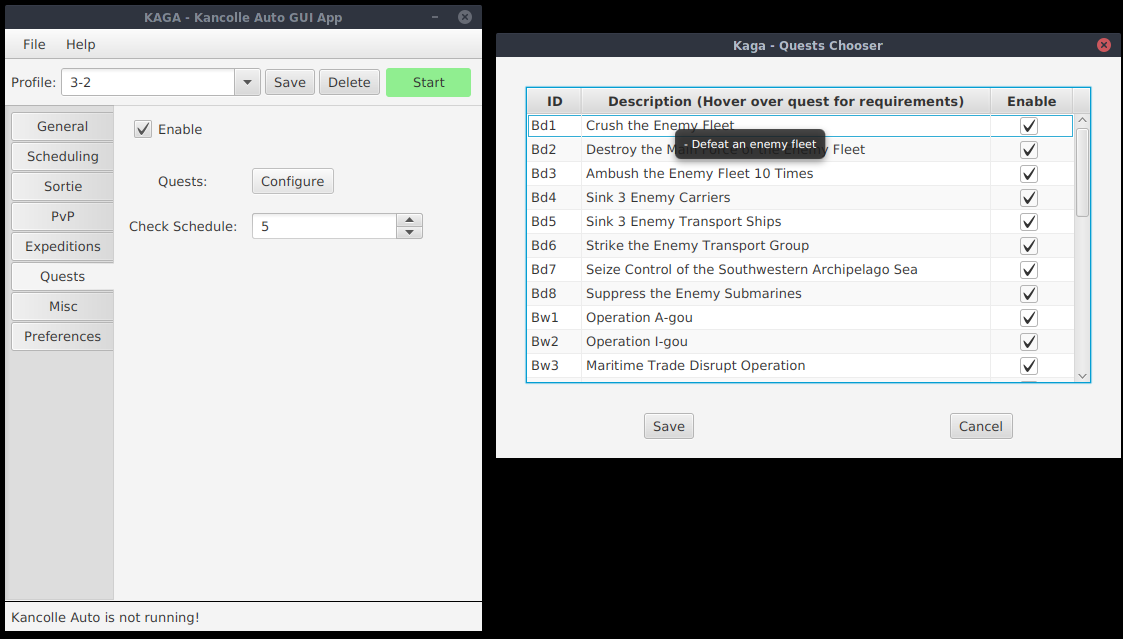 KAGA - Kancolle Auto GUI App
File Help
Profile: 3-2 Save Delete Start
General
Scheduling
Sortie
PvP
Expeditions
Quests
Misc
Preferences
Enable
Quests: Configure
Check Schedule: 5
Kancolle Auto is not running!
Kaga - Quests Chooser
ID Description (Hover over quest for requirements) Enable
Bd1 Crush the Enemy Fleet
- Defeat an enemy fleet
Bd2 Destroy the Main Force of the Enemy Fleet
Bd3 Ambush the Enemy Fleet 10 Times
Bd4 Sink 3 Enemy Carriers
Bd5 Sink 3 Enemy Transport Ships
Bd6 Strike the Enemy Transport Group
Bd7 Seize Control of the Southwestern Archipelago Sea
Bd8 Suppress the Enemy Submarines
Bw1 Operation A-gou
Bw2 Operation I-gou
Bw3 Maritime Trade Disrupt Operation
Save Cancel